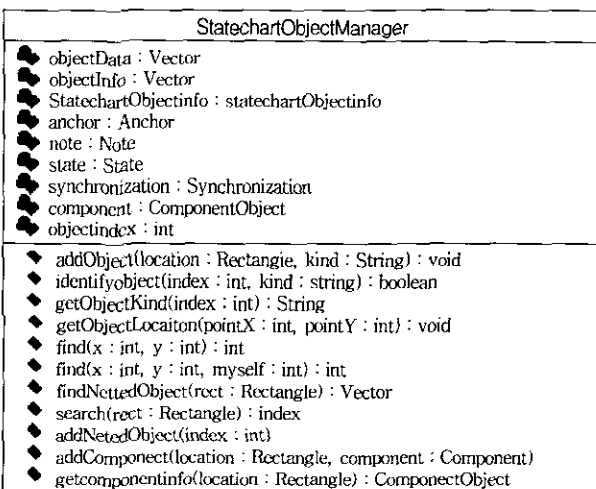 StatechartObjectManager
objectData : Vector
objectInfo : Vector
StatechartObjectinfo : statechartObjectinfo
anchor : Anchor
note : Note
state : State
synchronization : Synchronization
component : ComponentObject
objectindex : int
addObject(location : Rectangie, kind : String) : void
identifyobject(index : int, kind : string) : boolean
getObjectKind(index : int) : String
getObjectLocaiton(pointX : int, pointY : int) : void
find(x : int, y : int) : int
find(x : int, y : int, myself : int) : int
findNettedObject(rect : Rectangle) : Vector
search(rect : Rectangle) : index
addNetedObject(index : int)
addComponect(location : Rectangle, component : Component)
getcomponentinfo(location : Rectangle) : ComponectObject